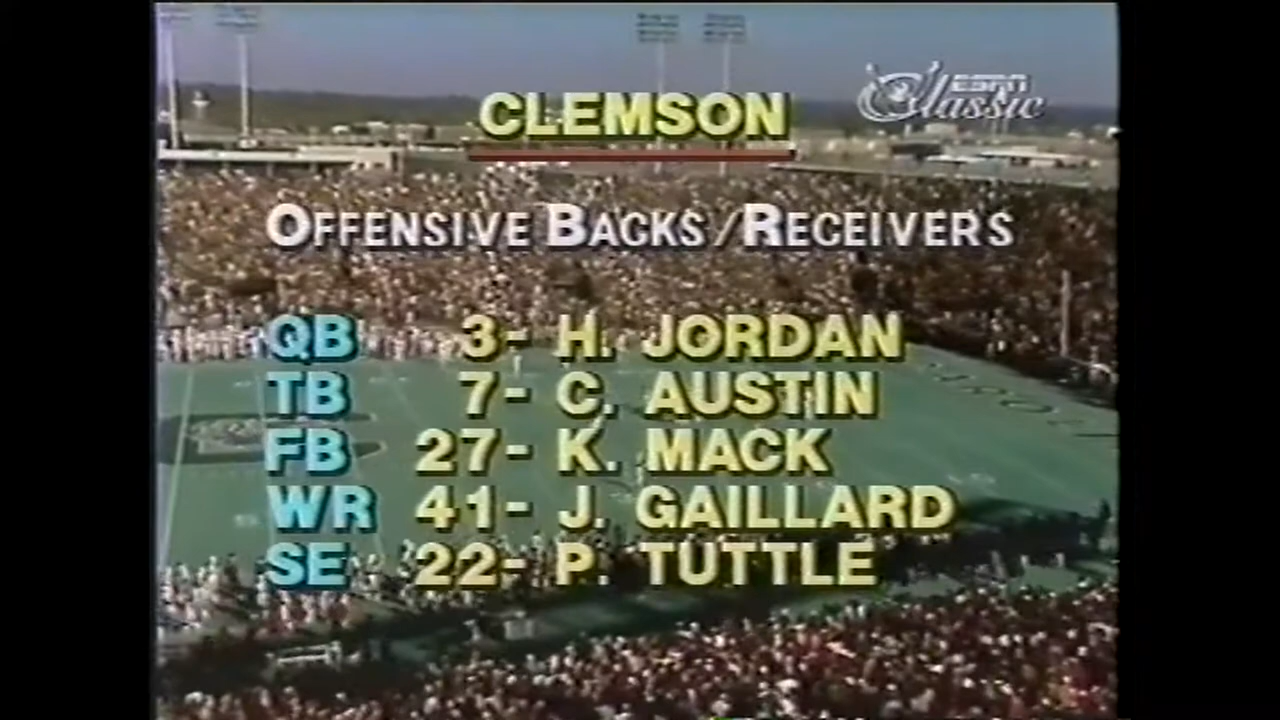 ESPN
Classic
CLEMSON
OFFENSIVE BACKS/RECEIVERS
QB 3- H. JORDAN
TB 7- C. AUSTIN
FB 27- K. MACK
WR 41- J. GAILLARD
SE 22- P. TUTTLE